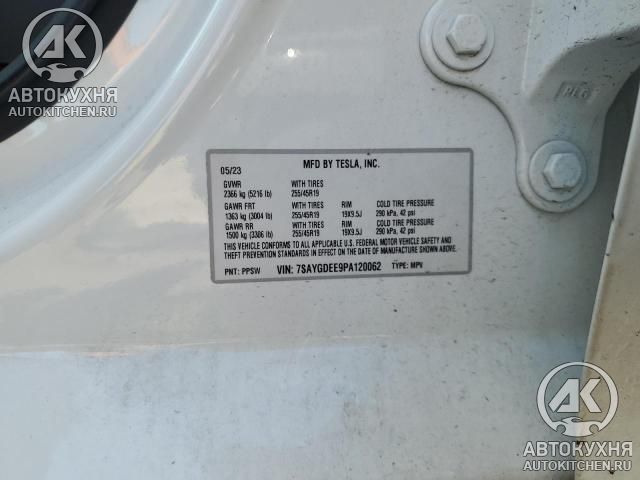 AK
АВТОКУХНЯ
AUTOKITCHEN.RU
05/23 MFD BY TESLA, INC.
GVWR WITH TIRES
2366 kg (5216 lb) 255/45R19
GAWR FRT WITH TIRES RIM COLD TIRE PRESSURE
1363 kg (3004 lb) 255/45R19 19X9.5J 290 kPa, 42 psi
GAWR RR WITH TIRES RIM COLD TIRE PRESSURE
1500 kg (3306 lb) 255/45R19 19X9.5J 290 kPa, 42 psi
THIS VEHICLE CONFORMS TO ALL APPLICABLE U.S. FEDERAL MOTOR VEHICLE SAFETY AND
THEFT PREVENTION STANDARDS IN EFFECT ON THE DATE OF MANUFACTURE SHOWN ABOVE.
PNT: PPSW VIN: 7SAYGDEE9PA120062 TYPE: MPV
AK
АВТОКУХНЯ
AUTOKITCHEN.RU